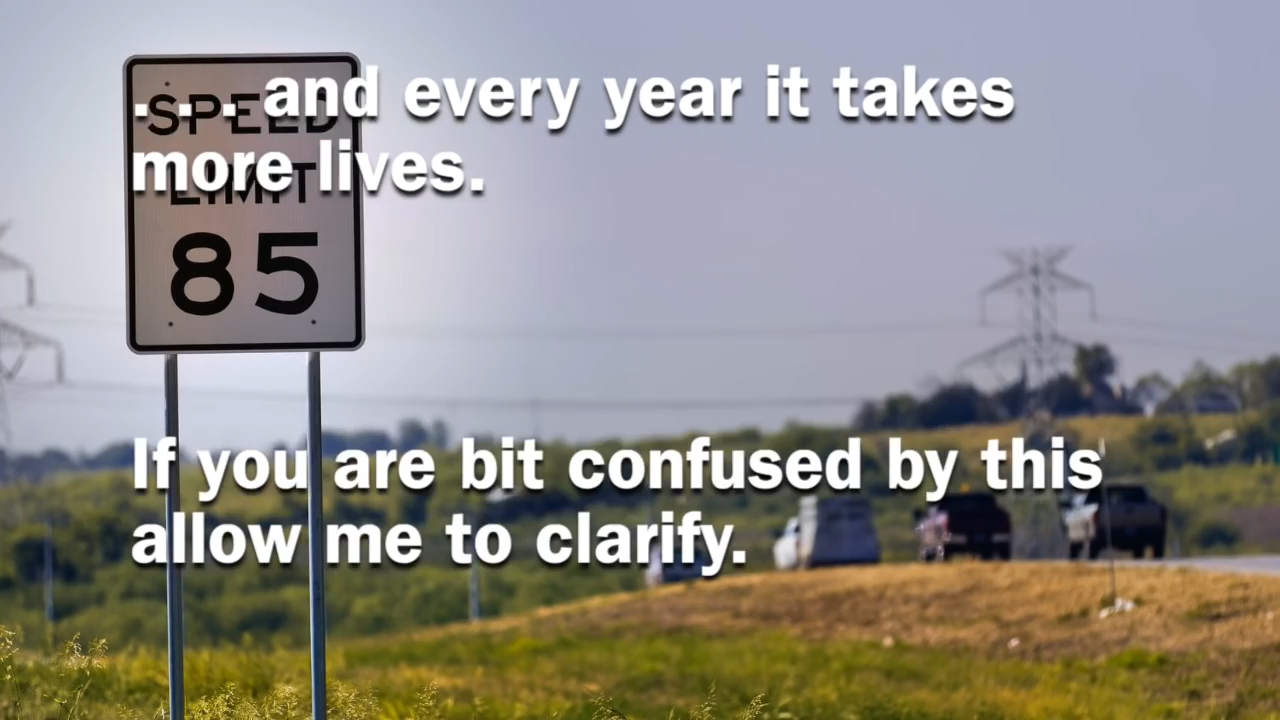 SPEED
LIMIT
85
. . . and every year it takes
more lives.
If you are bit confused by this
allow me to clarify.